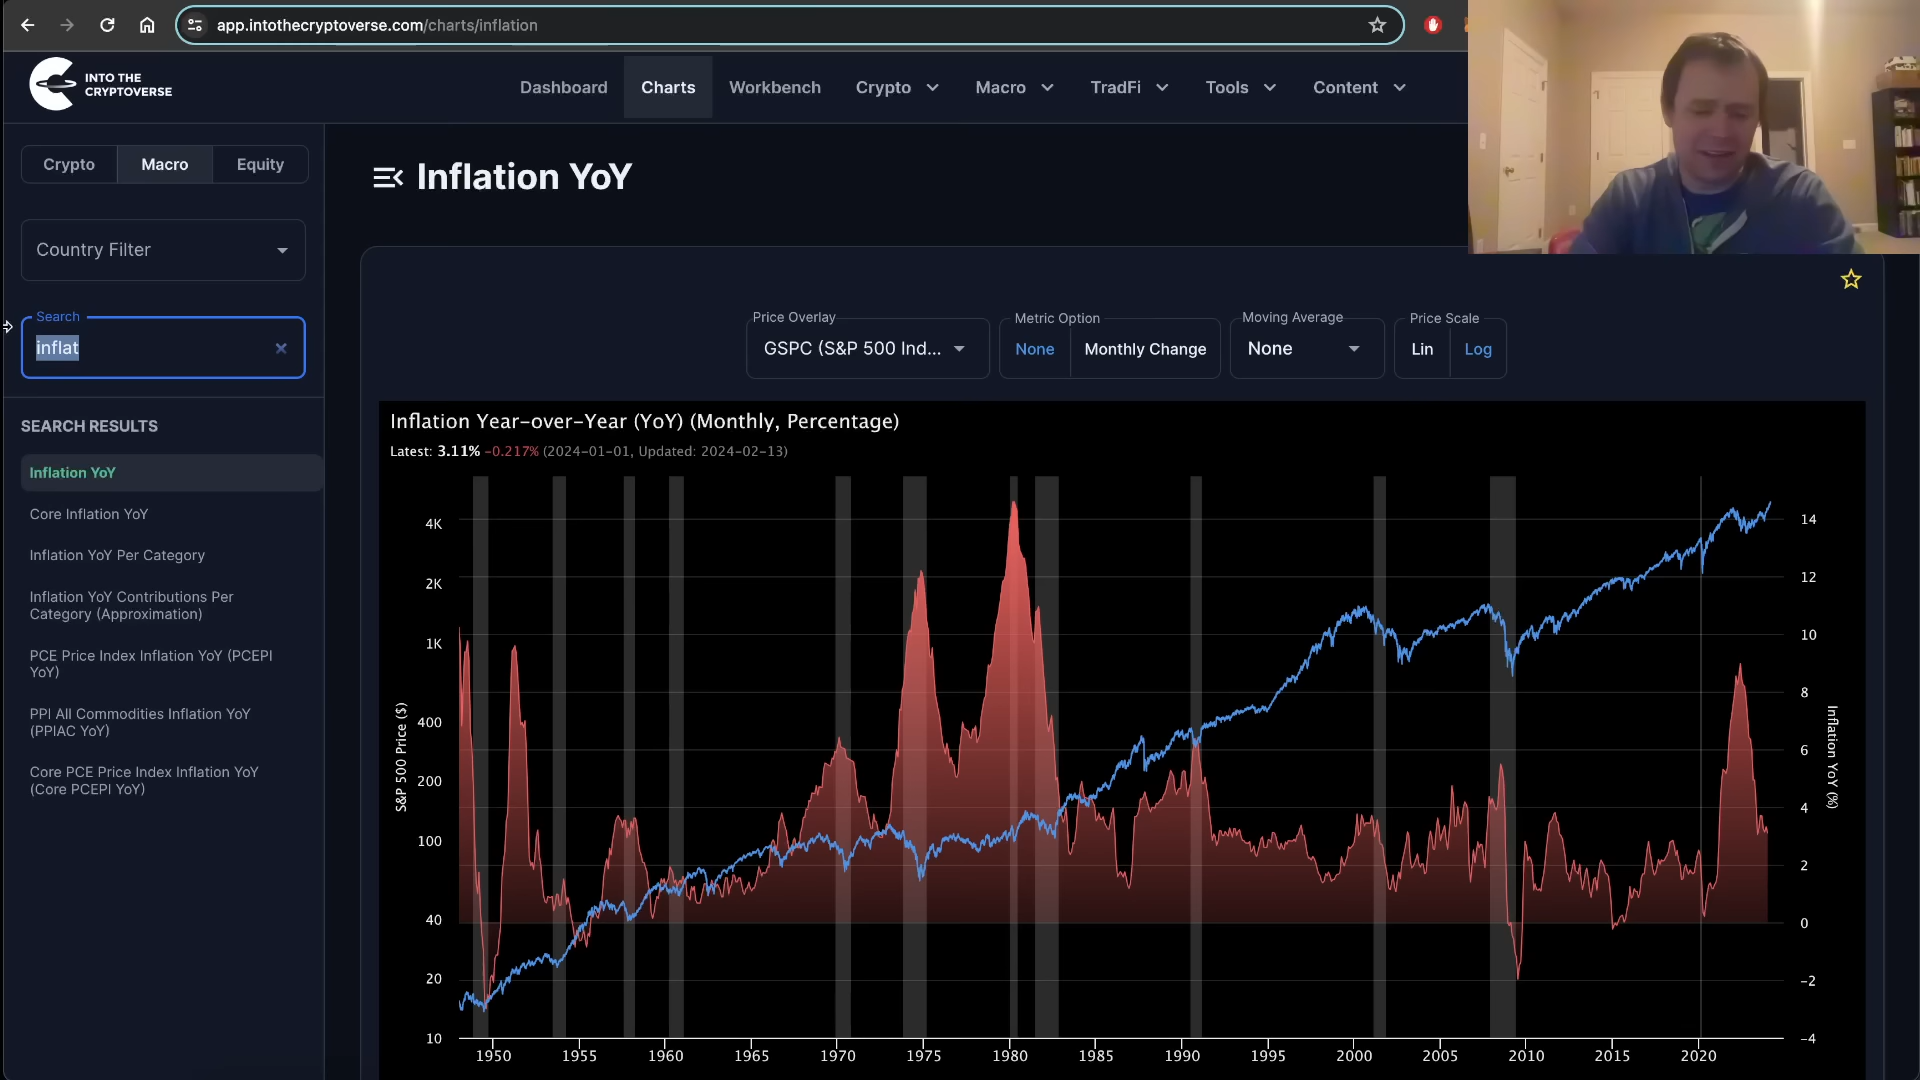 app.intothecryptoverse.com/charts/inflation
INTO THE
CRYPTOVERSE
Dashboard
Charts
Workbench
Crypto
Macro
TradFi
Tools
Content
Crypto
Macro
Equity
Country Filter
Search
inflat
SEARCH RESULTS
Inflation YoY
Core Inflation YoY
Inflation YoY Per Category
Inflation YoY Contributions Per
Category (Approximation)
PCE Price Index Inflation YoY (PCEPI
YoY)
PPI All Commodities Inflation YoY
(PPIAC YoY)
Core PCE Price Index Inflation YoY
(Core PCEPI YoY)
Inflation YoY
Price Overlay
GSPC (S&P 500 Ind...
Metric Option
None
Monthly Change
Moving Average
None
Price Scale
Lin
Log
Inflation Year-over-Year (YoY) (Monthly, Percentage)
Latest: 3.11% -0.217% (2024-01-01, Updated: 2024-02-13)
S&P 500 Price ($)
4K
2K
1K
400
200
100
40
20
10
14
12
10
8
6
4
2
0
-2
-4
Inflation YoY (%)
1950
1955
1960
1965
1970
1975
1980
1985
1990
1995
2000
2005
2010
2015
2020